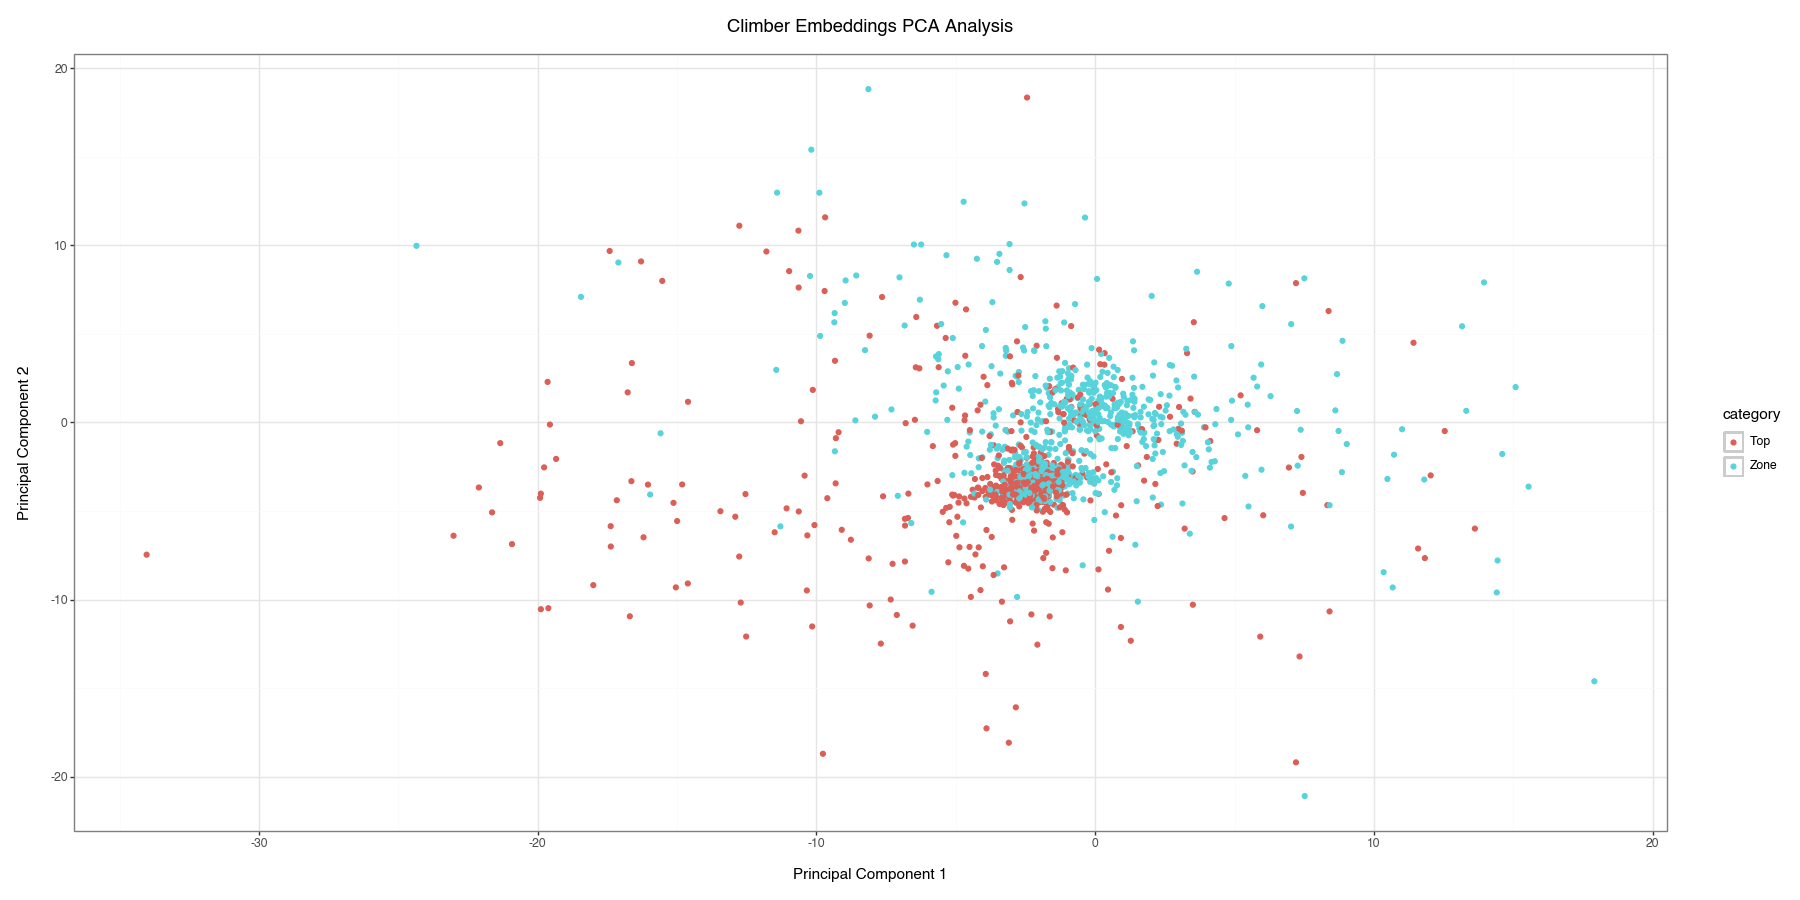 Climber Embeddings PCA Analysis
20
10
0
-10
-20
Principal Component 2
-30
-20
-10
0
10
20
Principal Component 1
category
Top
Zone